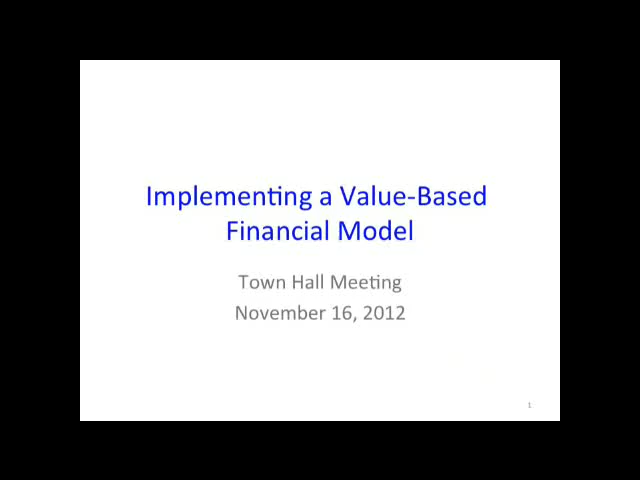 Implementing a Value-Based
Financial Model
Town Hall Meeting
November 16, 2012
1